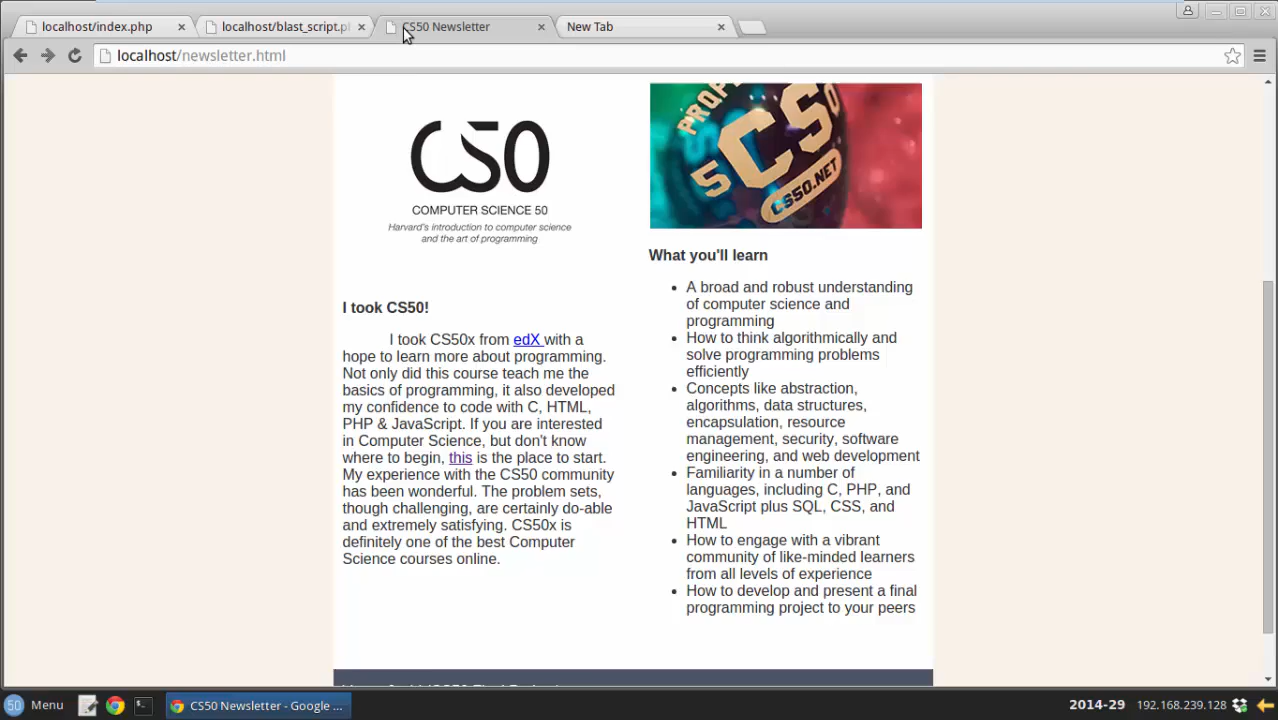 localhost/index.php
localhost/blast_script.p
CS50 Newsletter
New Tab
localhost/newsletter.html
CS50
COMPUTER SCIENCE 50
Harvard's introduction to computer science
and the art of programming
CS50
5
CS50.NET
I took CS50!
I took CS50x from edX with a
hope to learn more about programming.
Not only did this course teach me the
basics of programming, it also developed
my confidence to code with C, HTML,
PHP & JavaScript. If you are interested
in Computer Science, but don't know
where to begin, this is the place to start.
My experience with the CS50 community
has been wonderful. The problem sets,
though challenging, are certainly do-able
and extremely satisfying. CS50x is
definitely one of the best Computer
Science courses online.
What you'll learn
A broad and robust understanding
of computer science and
programming
How to think algorithmically and
solve programming problems
efficiently
Concepts like abstraction,
algorithms, data structures,
encapsulation, resource
management, security, software
engineering, and web development
Familiarity in a number of
languages, including C, PHP, and
JavaScript plus SQL, CSS, and
HTML
How to engage with a vibrant
community of like-minded learners
from all levels of experience
How to develop and present a final
programming project to your peers
50 Menu
CS50 Newsletter - Google ...
2014-29
192.168.239.128